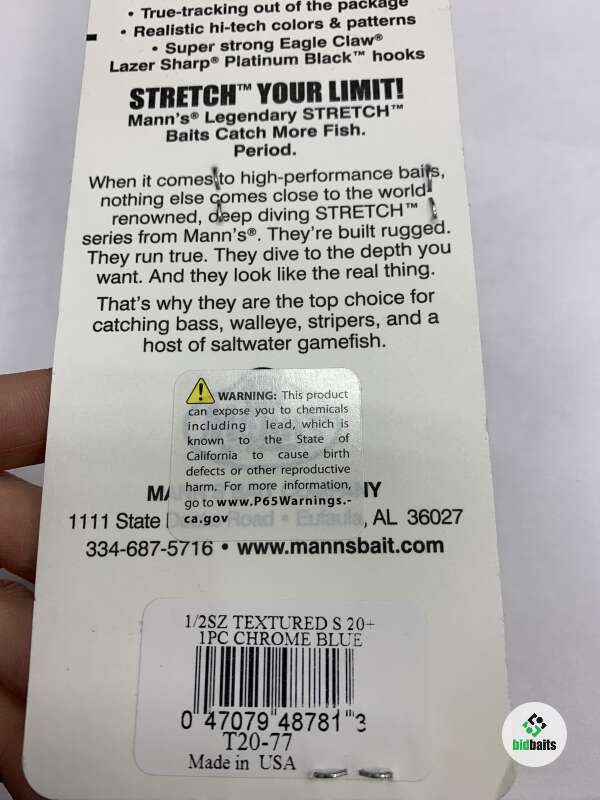 • True-tracking out of the package
• Realistic hi-tech colors & patterns
• Super strong Eagle Claw®
Lazer Sharp® Platinum Black™ hooks
STRETCH™ YOUR LIMIT!
Mann's® Legendary STRETCH™
Baits Catch More Fish.
Period.
When it comes to high-performance baits,
nothing else comes close to the world
renowned, deep diving STRETCH™
series from Mann's®. They're built rugged.
They run true. They dive to the depth you
want. And they look like the real thing.
That's why they are the top choice for
catching bass, walleye, stripers, and a
host of saltwater gamefish.
WARNING: This product
can expose you to chemicals
including lead, which is
known to the State of
California to cause birth
defects or other reproductive
harm. For more information,
go to www.P65Warnings.-
ca.gov
1111 State Docks Road • Eufaula, AL 36027
334-687-5716 • www.mannsbait.com
1/2SZ TEXTURED S 20+
1PC CHROME BLUE
0 47079 48781 3
T20-77
Made in USA
bidbaits